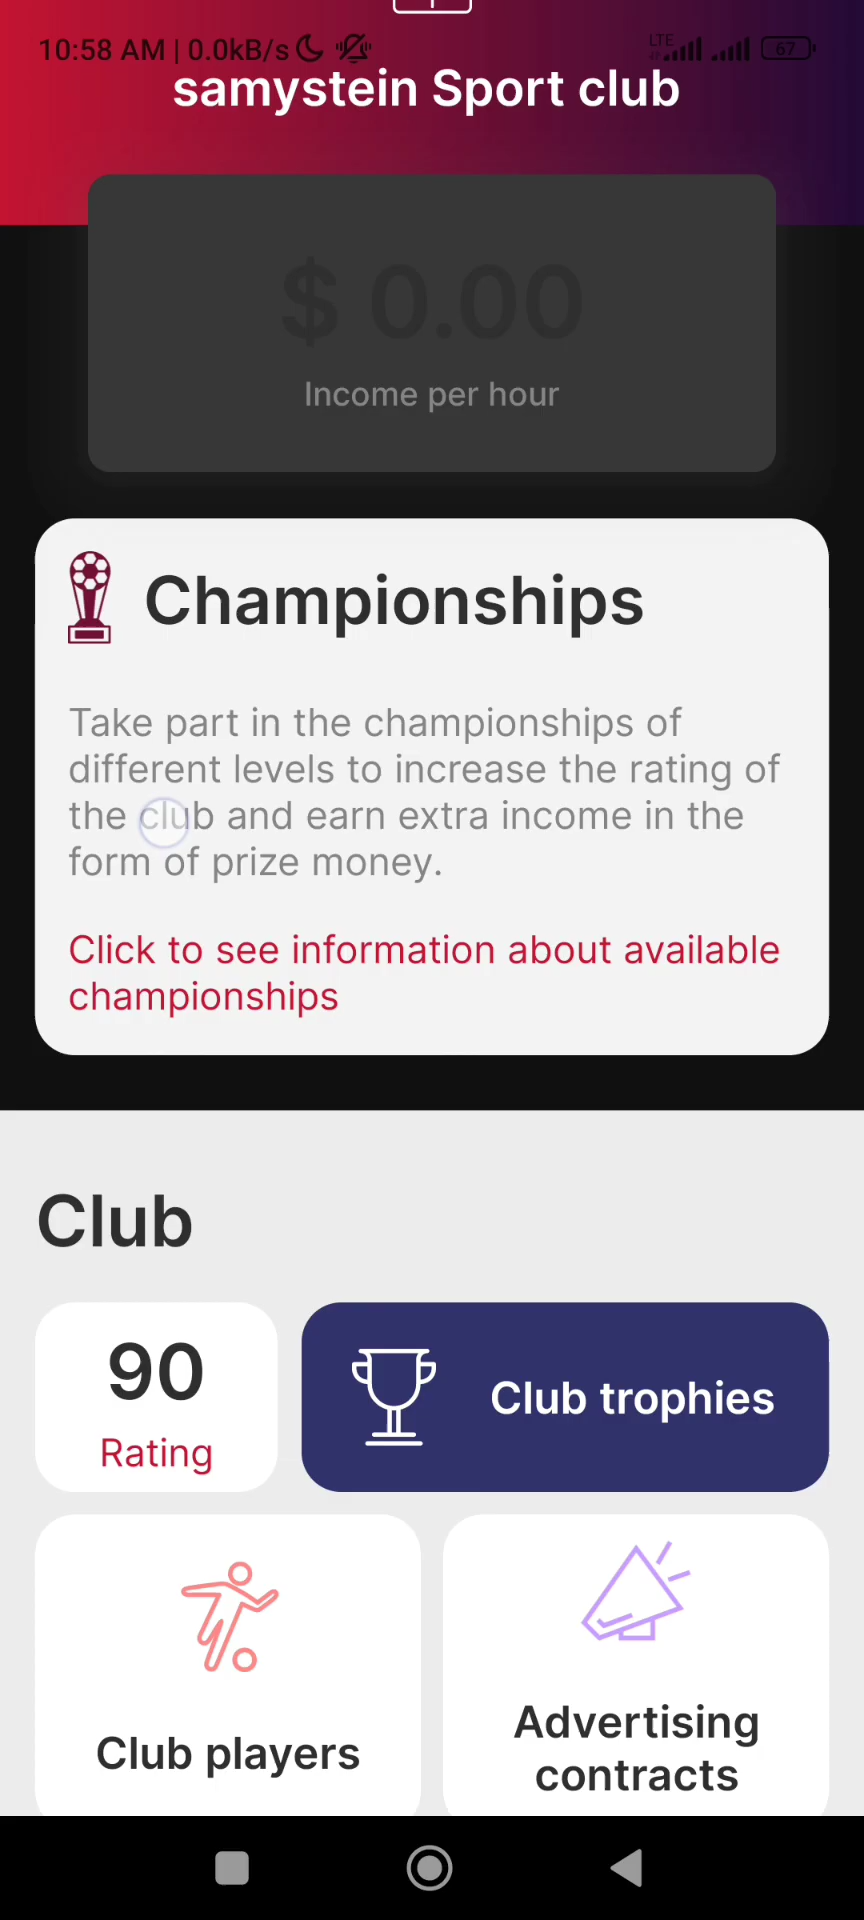 10:58 AM | 0.0kB/s
LTE
67
samystein Sport club
$ 0.00
Income per hour
Championships
Take part in the championships of
different levels to increase the rating of
the club and earn extra income in the
form of prize money.
Click to see information about available
championships
Club
90
Rating
Club trophies
Club players
Advertising
contracts